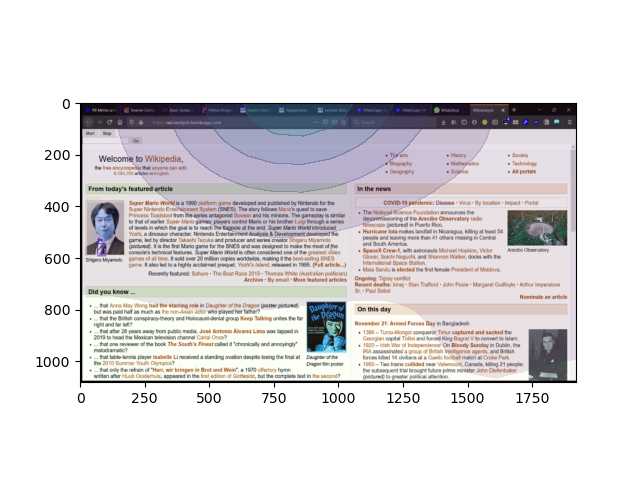 0
200
400
600
800
1000
0
250
500
750
1000
1250
1500
1750
WhatsApp
Start
Stop
Go
Welcome to Wikipedia,
the free encyclopedia that anyone can edit.
articles in English
The arts
Biography
Geography
History
Mathematics
Science
Society
Technology
All portals
From today's featured article
Shigeru Miyamoto
Super Mario World is a 1990 platform game developed and published by Nintendo for the
Super Nintendo Entertainment System (SNES). The story follows Mario's quest to save
Princess Toadstool from the series antagonist Bowser and his minions. The gameplay is similar
to that of earlier Super Mario games; players control Mario or his brother Luigi through a series
of levels in which the goal is to reach the flagpole at the end. Super Mario World introduced
game, led by director Takashi Tezuka and producer and series creator Shigeru Miyamoto
(pictured). It is the first Mario game for the SNES and was designed to make the most of the
console's technical features. Super Mario World is often considered one of the greatest video
games of all time. It sold over 20 million copies worldwide, making it the best-selling SNES
game. It also led to a highly acclaimed prequel, Yoshi's Island, released in 1995. (Full article...)
Recently featured: The Boat Race 2019 · Thomas White (Australian politician)
Archive · By email · More featured articles
Did you know ...
... that Anna May Wong had the starring role in Daughter of the Dragon (poster pictured),
but was paid half as much as the non-Asian actor who played her father?
... that the British conspiracy-theory and Holocaust-denial group Keep Talking unites the far
right and far left?
... that after 28 years away from public media, José Antonio Álvarez Lima was tapped in
2019 to head the Mexican television channel Canal Once?
... that one reviewer of the book The South's Finest called it "chronically and annoyingly"
melodramatic?
... that table-tennis player Isabelle Li received a standing ovation despite losing the final at
the 2010 Summer Youth Olympics?
... that only the refrain of "Herr, wir bringen in Brot und Wein", a 1970 offertory hymn
written after Huub Oosterhuis, appeared in the first edition of Gotteslob, but the complete text in the second?
Daughter of the
Dragon film poster
In the news
COVID-19 pandemic: Disease · Virus · By location · Impact · Portal
The National Science Foundation announces the
decommissioning of the Arecibo Observatory radio
telescope (pictured) in Puerto Rico.
Hurricane Iota makes landfall in Nicaragua, killing at least 54
people and leaving more than 41 others missing in Central
and South America.
SpaceX Crew-1, with astronauts Michael Hopkins, Victor
Glover, Soichi Noguchi, and Shannon Walker, docks with the
International Space Station.
Maia Sandu is elected the first female President of Moldova.
Arecibo Observatory
Ongoing: Tigray conflict
Recent deaths: Viraj · Stan Trafford · John Poole · Margaret Guilfoyle · Arthur Imperatore
Sr. · Paul Sobol
Nominate an article
On this day
November 21: Armed Forces Day in Bangladesh
1386 – Turco-Mongol conqueror Timur captured and sacked the
Georgian capital Tbilisi and forced King Bagrat V to convert to Islam.
1920 – Irish War of Independence: On Bloody Sunday in Dublin, the
IRA assassinated a group of British Intelligence agents, and British
forces killed 14 civilians at a Gaelic football match at Croke Park.
1950 – Two trains collided near Valemount, Canada, killing 21 people;
the subsequent trial brought future prime minister John Diefenbaker
(pictured) to greater political attention.